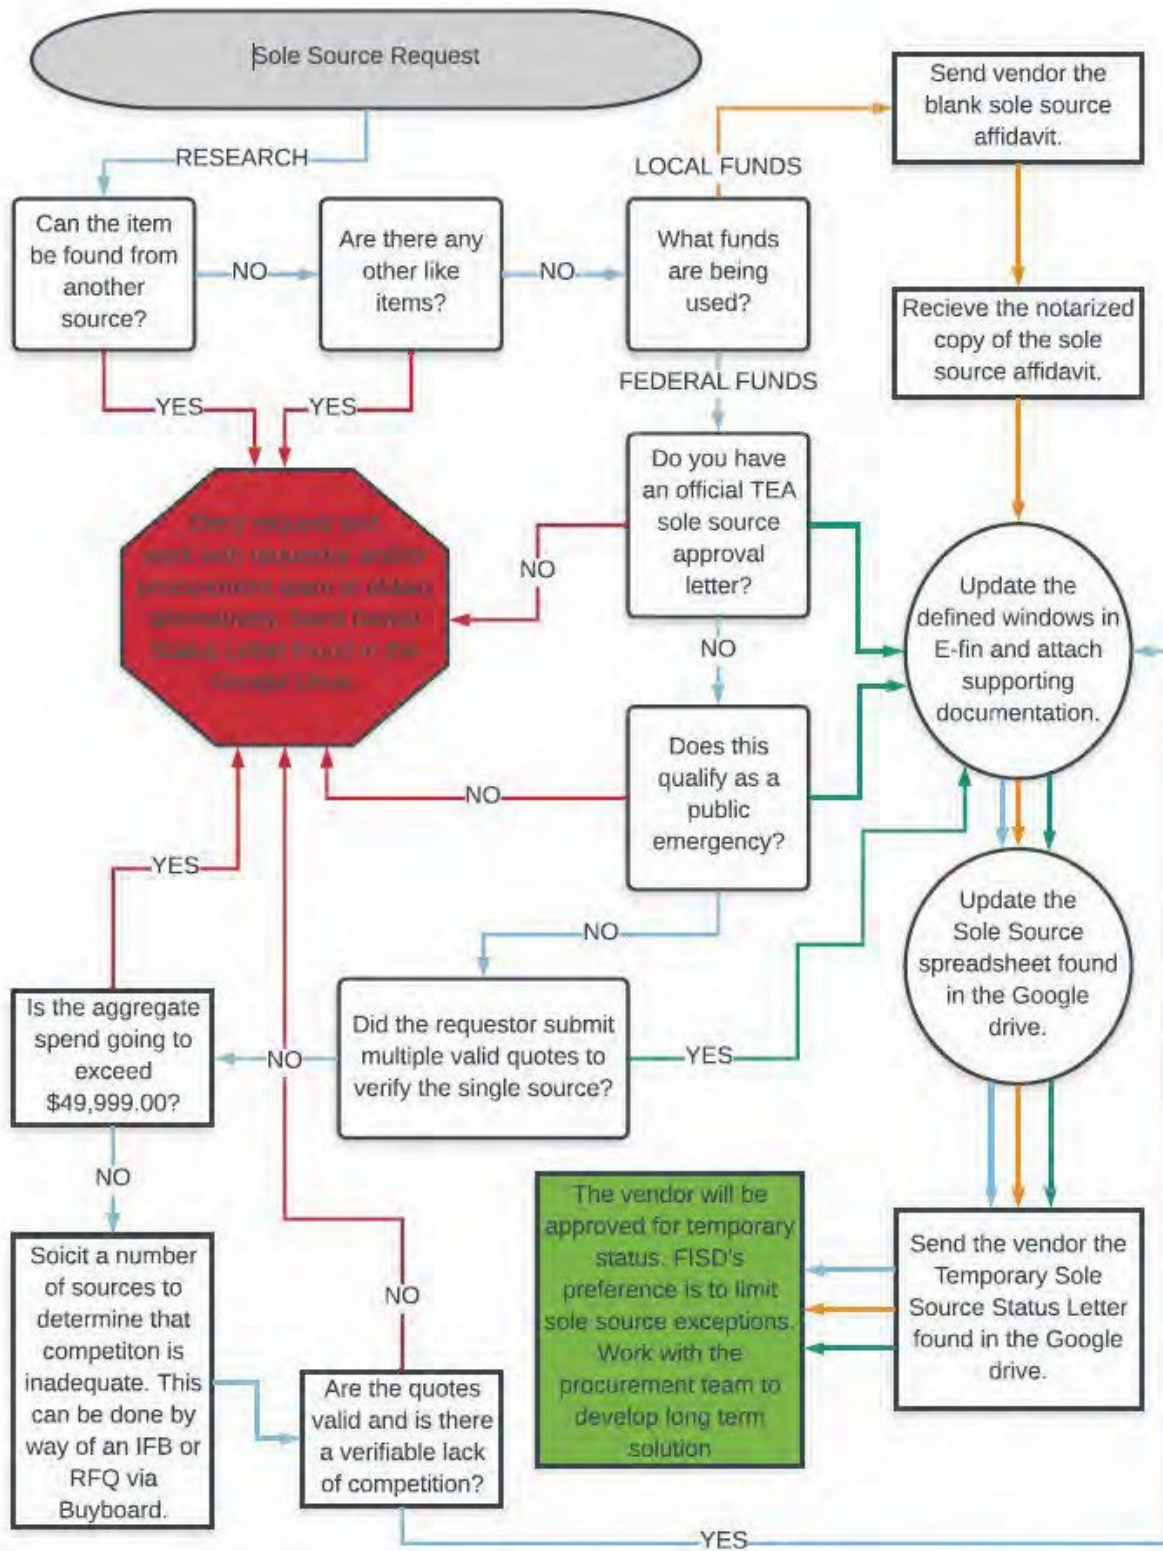 Sole Source Request
RESEARCH
Can the item
be found from
another
source?
NO
Are there any
other like
items?
NO
What funds
are being
used?
LOCAL FUNDS
Send vendor the
blank sole source
affidavit.
Recieve the notarized
copy of the sole
source affidavit.
YES
YES
FEDERAL FUNDS
Do you have
an official TEA
sole source
approval
letter?
NO
Deny request and
work with requestor and/or
procurement team to obtain
alternatively. Send Denial
Status Letter found in the
Google Drive.
NO
Update the
defined windows in
E-fin and attach
supporting
documentation.
Does this
qualify as a
public
emergency?
NO
YES
NO
Update the
Sole Source
spreadsheet found
in the Google
drive.
Is the aggregate
spend going to
exceed
$49,999.00?
NO
Did the requestor submit
multiple valid quotes to
verify the single source?
YES
NO
The vendor will be
approved for temporary
status. FISD's
preference is to limit
sole source exceptions.
Work with the
procurement team to
develop long term
solution
Send the vendor the
Temporary Sole
Source Status Letter
found in the Google
drive.
Soicit a number
of sources to
determine that
competiton is
inadequate. This
can be done by
way of an IFB or
RFQ via
Buyboard.
NO
Are the quotes
valid and is there
a verifiable lack
of competition?
YES